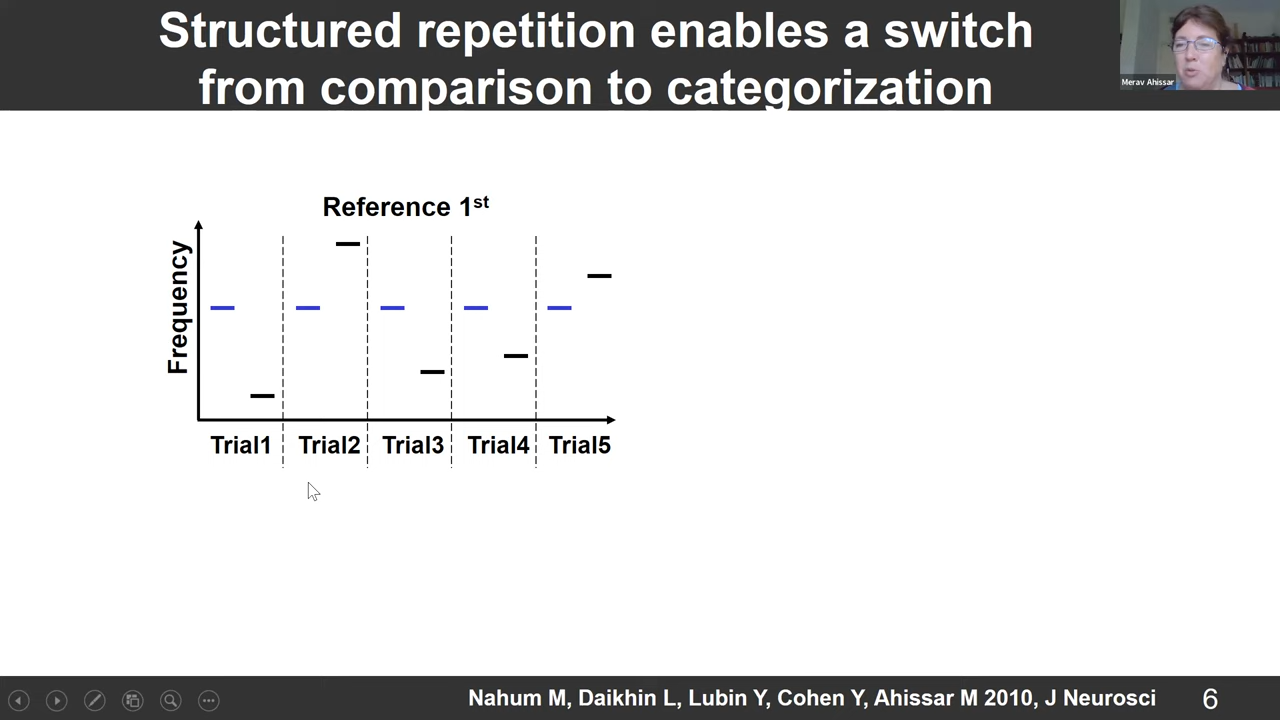 Structured repetition enables a switch
from comparison to categorization
Merav Ahissar
Reference 1st
Frequency
Trial1 Trial2 Trial3 Trial4 Trial5
Nahum M, Daikhin L, Lubin Y, Cohen Y, Ahissar M 2010, J Neurosci
6